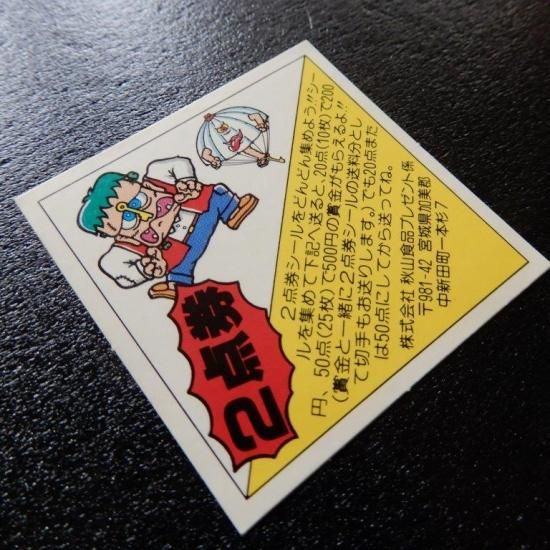 2点券
2点券シールをどんどん集めよう!!シー
ルを集めて下記へ送ると、20点(10枚)で200
円、50点(25枚)で500円の賞金がもらえるよ!!
(賞金と一緒に2点券シールの送料分とし
て切手もお送りします。)でも20点また
は50点にしてから送ってね。
株式会社 秋山食品プレゼント係
〒981-42 宮城県加美郡
中新田町一本杉7